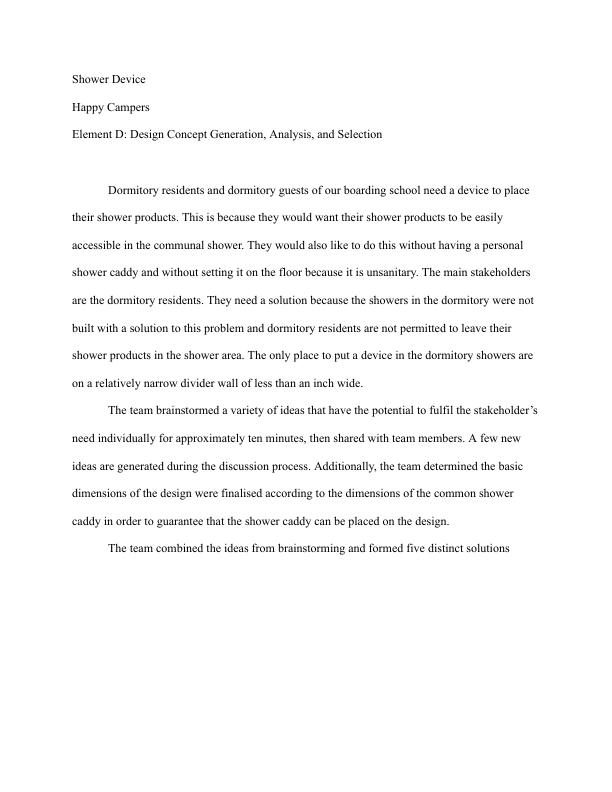 Shower Device
Happy Campers
Element D: Design Concept Generation, Analysis, and Selection
Dormitory residents and dormitory guests of our boarding school need a device to place
their shower products. This is because they would want their shower products to be easily
accessible in the communal shower. They would also like to do this without having a personal
shower caddy and without setting it on the floor because it is unsanitary. The main stakeholders
are the dormitory residents. They need a solution because the showers in the dormitory were not
built with a solution to this problem and dormitory residents are not permitted to leave their
shower products in the shower area. The only place to put a device in the dormitory showers are
on a relatively narrow divider wall of less than an inch wide.
The team brainstormed a variety of ideas that have the potential to fulfil the stakeholder’s
need individually for approximately ten minutes, then shared with team members. A few new
ideas are generated during the discussion process. Additionally, the team determined the basic
dimensions of the design were finalised according to the dimensions of the common shower
caddy in order to guarantee that the shower caddy can be placed on the design.
The team combined the ideas from brainstorming and formed five distinct solutions